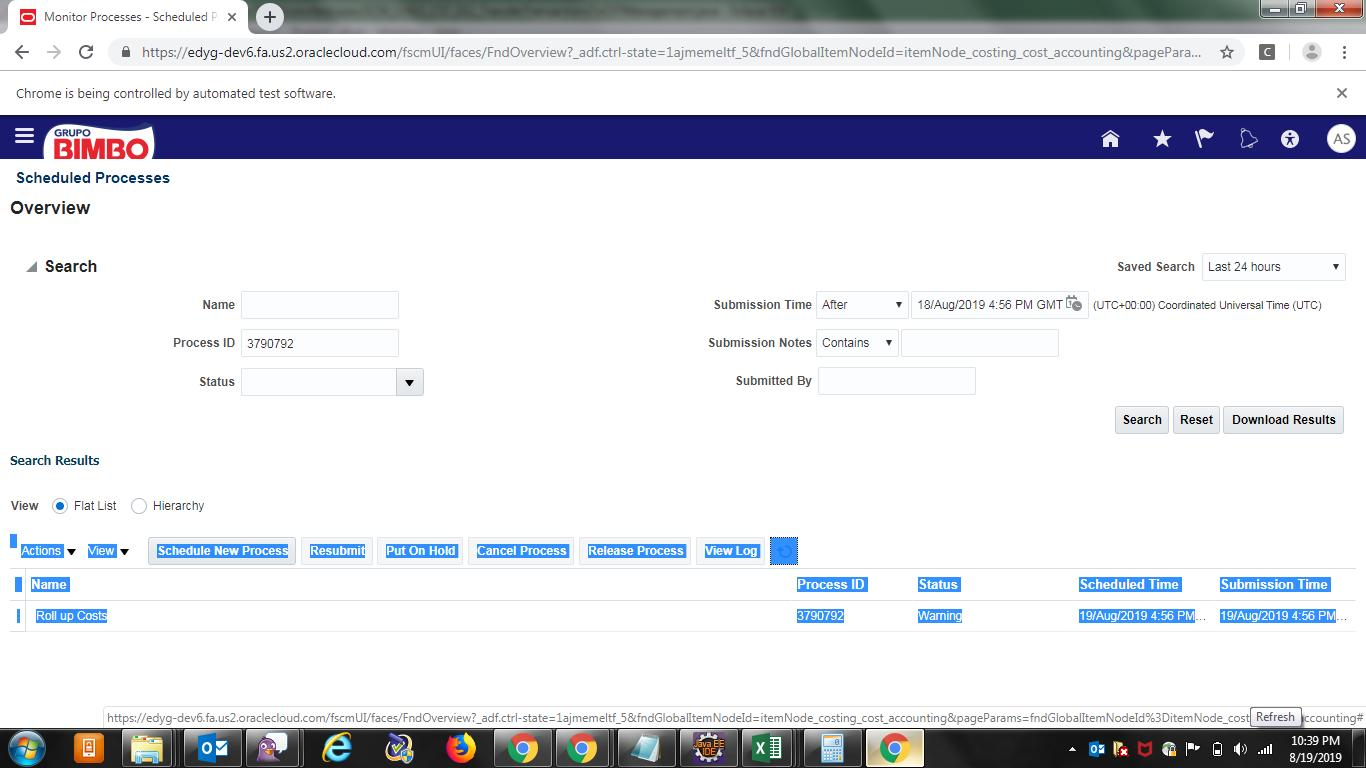 Monitor Processes - Scheduled P
https://edyg-dev6.fa.us2.oraclecloud.com/fscmUI/faces/FndOverview?_adf.ctrl-state=1ajmemeltf_5&fndGlobalItemNodeId=itemNode_costing_cost_accounting&pagePara...
C
Chrome is being controlled by automated test software.
GRUPO
BIMBO
AS
Scheduled Processes
Overview
Search
Saved Search Last 24 hours
Name
Submission Time After 18/Aug/2019 4:56 PM GMT (UTC+00:00) Coordinated Universal Time (UTC)
Process ID 3790792
Submission Notes Contains
Status
Submitted By
Search Reset Download Results
Search Results
View Flat List Hierarchy
Actions View Schedule New Process Resubmit Put On Hold Cancel Process Release Process View Log
Name Process ID Status Scheduled Time Submission Time
Roll up Costs 3790792 Warning 19/Aug/2019 4:56 PM... 19/Aug/2019 4:56 PM...
https://edyg-dev6.fa.us2.oraclecloud.com/fscmUI/faces/FndOverview?_adf.ctrl-state=1ajmemeltf_5&fndGlobalItemNodeId=itemNode_costing_cost_accounting&pageParams=fndGlobalItemNodeId%3DitemNode_cost
accounting#
Refresh
Java EE
IDE
10:39 PM
8/19/2019